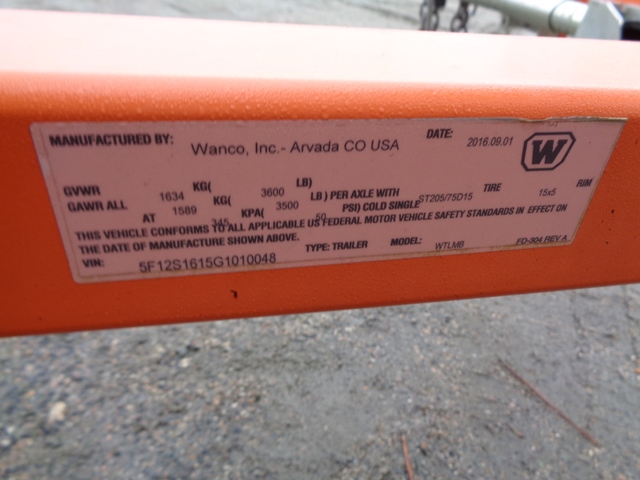 MANUFACTURED BY: Wanco, Inc.- Arvada CO USA DATE: 2016.09.01
W
GVWR 1634 KG( 3600 LB)
GAWR ALL 1589 KG( 3500 LB) PER AXLE WITH ST205/75D15 TIRE 15x5 RIM
AT 345 KPA( 50 PSI) COLD SINGLE
THIS VEHICLE CONFORMS TO ALL APPLICABLE US FEDERAL MOTOR VEHICLE SAFETY STANDARDS IN EFFECT ON
THE DATE OF MANUFACTURE SHOWN ABOVE.
VIN: 5F12S1615G1010048 TYPE: TRAILER MODEL: WTLMB FD-304 REV A